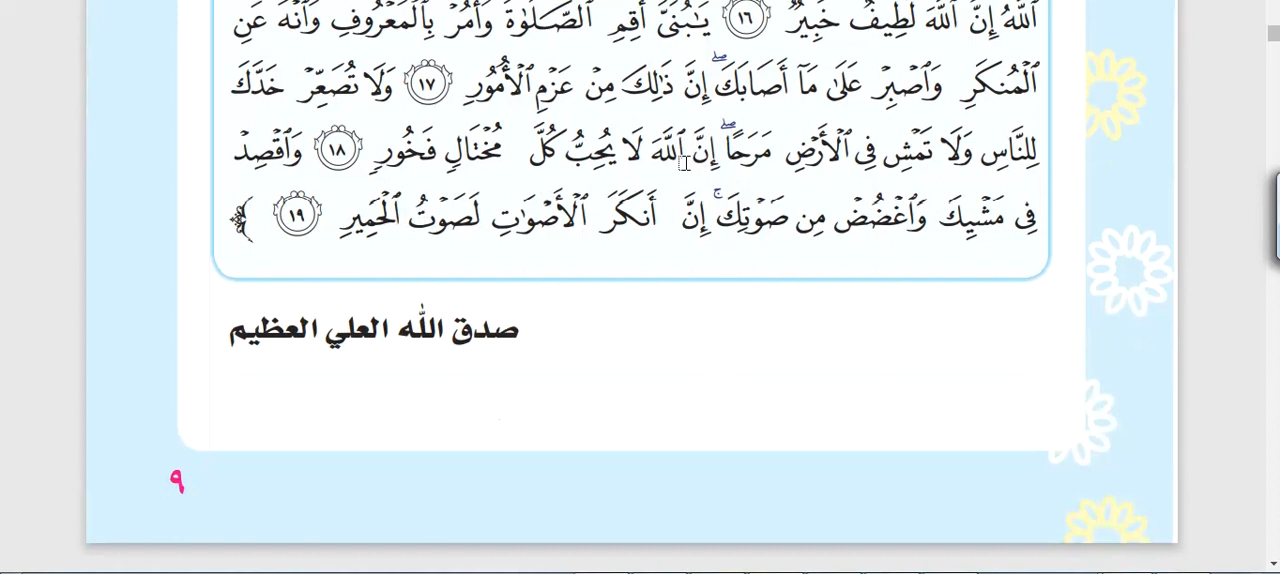 ٱللَّهُ إِنَّ ٱللَّهَ لَطِيفٌ خَبِيرٌ ١٦ يَٰبُنَيَّ أَقِمِ ٱلصَّلَوٰةَ وَأۡمُرۡ بِٱلۡمَعۡرُوفِ وَٱنۡهَ عَنِ
ٱلۡمُنكَرِ وَٱصۡبِرۡ عَلَىٰ مَآ أَصَابَكَۖ إِنَّ ذَٰلِكَ مِنۡ عَزۡمِ ٱلۡأُمُورِ ١٧ وَلَا تُصَعِّرۡ خَدَّكَ
لِلنَّاسِ وَلَا تَمۡشِ فِي ٱلۡأَرۡضِ مَرَحًاۖ إِنَّ ٱللَّهَ لَا يُحِبُّ كُلَّ مُخۡتَالٖ فَخُورٖ ١٨ وَٱقۡصِدۡ
فِي مَشۡيِكَ وَٱغۡضُضۡ مِن صَوۡتِكَۚ إِنَّ أَنكَرَ ٱلۡأَصۡوَٰتِ لَصَوۡتُ ٱلۡحَمِيرِ ١٩ ﴾
صدق الله العلي العظيم
٩